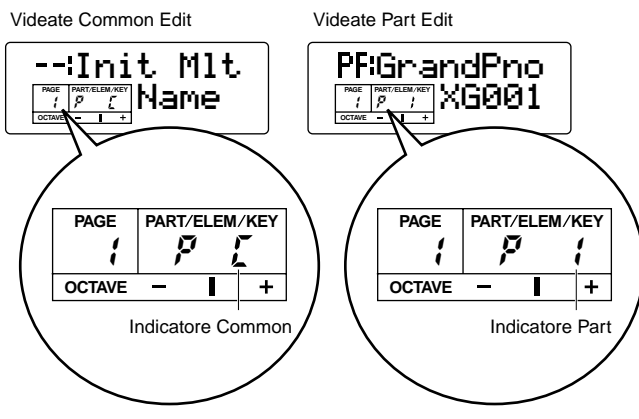 Videate Common Edit
Videate Part Edit
--:Init Mlt
PAGE PART/ELEM/KEY
1 P C Name
OCTAVE - +
PF:GrandPno
PAGE PART/ELEM/KEY
1 P 1 XG001
OCTAVE - +
PAGE PART/ELEM/KEY
1 P C
OCTAVE - +
Indicatore Common
PAGE PART/ELEM/KEY
1 P 1
OCTAVE - +
Indicatore Part